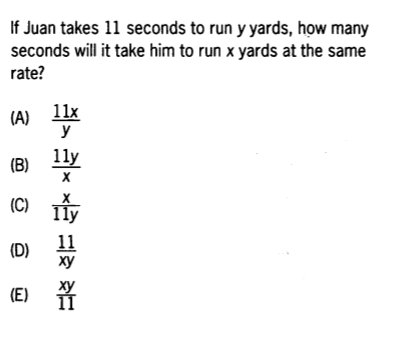 If Juan takes 11 seconds to run y yards, how many
seconds will it take him to run x yards at the same
rate?
(A) 11x/y
(B) 11y/x
(C) x/11y
(D) 11/xy
(E) xy/11